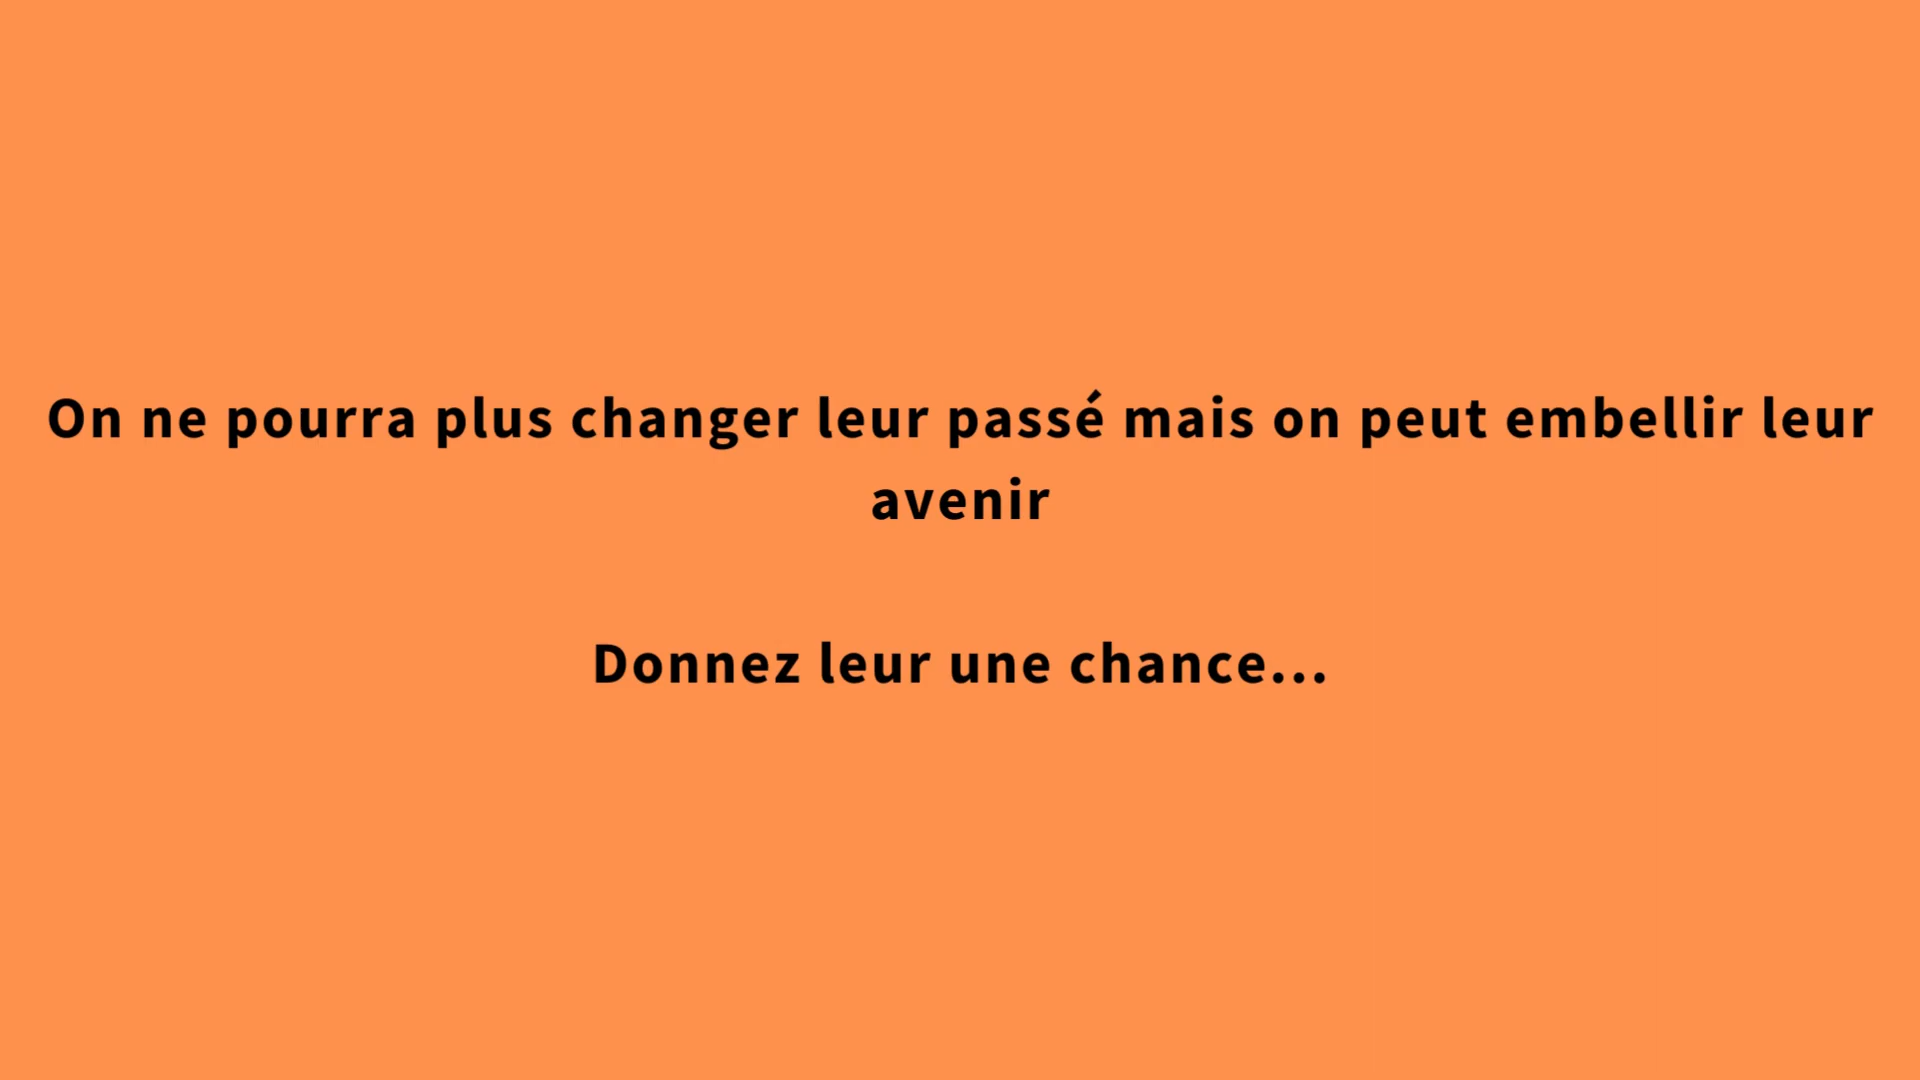 On ne pourra plus changer leur passé mais on peut embellir leur
avenir
Donnez leur une chance...